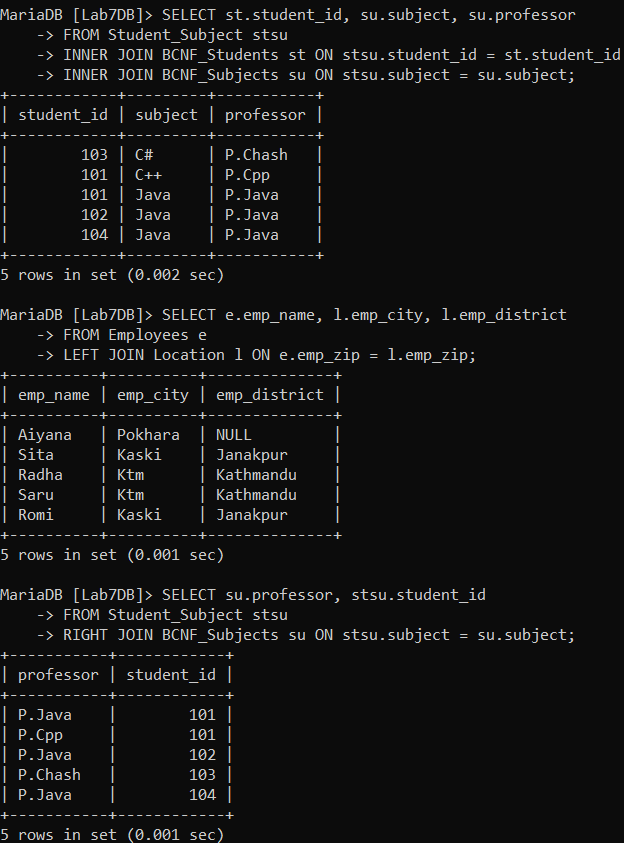 MariaDB [Lab7DB]> SELECT st.student_id, su.subject, su.professor
    -> FROM Student_Subject stsu
    -> INNER JOIN BCNF_Students st ON stsu.student_id = st.student_id
    -> INNER JOIN BCNF_Subjects su ON stsu.subject = su.subject;
+------------+---------+-----------+
| student_id | subject | professor |
+------------+---------+-----------+
|        103 | C#      | P.Chash   |
|        101 | C++     | P.Cpp     |
|        101 | Java    | P.Java    |
|        102 | Java    | P.Java    |
|        104 | Java    | P.Java    |
+------------+---------+-----------+
5 rows in set (0.002 sec)
MariaDB [Lab7DB]> SELECT e.emp_name, l.emp_city, l.emp_district
    -> FROM Employees e
    -> LEFT JOIN Location l ON e.emp_zip = l.emp_zip;
+----------+----------+--------------+
| emp_name | emp_city | emp_district |
+----------+----------+--------------+
| Aiyana   | Pokhara  | NULL         |
| Sita     | Kaski    | Janakpur     |
| Radha    | Ktm      | Kathmandu    |
| Saru     | Ktm      | Kathmandu    |
| Romi     | Kaski    | Janakpur     |
+----------+----------+--------------+
5 rows in set (0.001 sec)
MariaDB [Lab7DB]> SELECT su.professor, stsu.student_id
    -> FROM Student_Subject stsu
    -> RIGHT JOIN BCNF_Subjects su ON stsu.subject = su.subject;
+-----------+------------+
| professor | student_id |
+-----------+------------+
| P.Java    |        101 |
| P.Cpp     |        101 |
| P.Java    |        102 |
| P.Chash   |        103 |
| P.Java    |        104 |
+-----------+------------+
5 rows in set (0.001 sec)